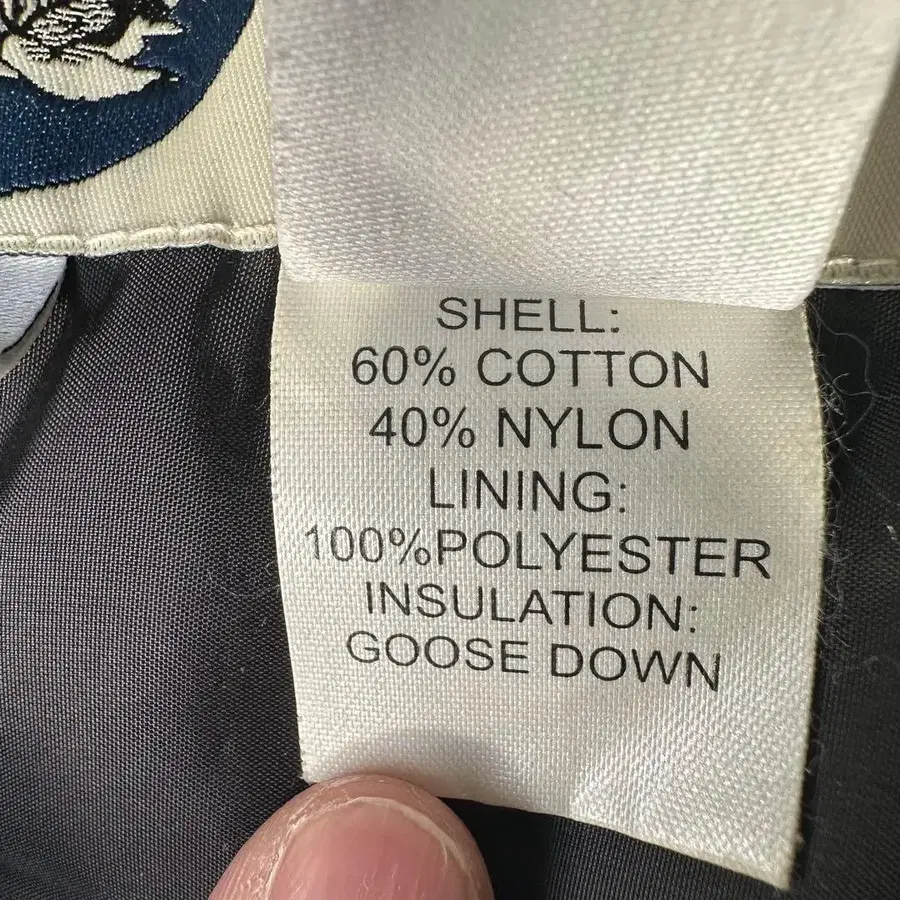 SHELL:
60% COTTON
40% NYLON
LINING:
100%POLYESTER
INSULATION:
GOOSE DOWN